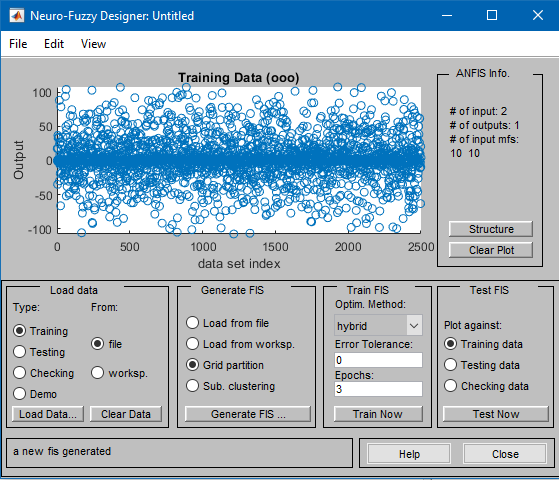 Neuro-Fuzzy Designer: Untitled
File Edit View
Training Data (ooo)
100
50
0
-50
-100
Output
0 500 1000 1500 2000 2500
data set index
ANFIS Info.
# of input: 2
# of outputs: 1
# of input mfs:
10 10
Structure
Clear Plot
Load data
Type: From:
Training
Testing
Checking
Demo
file
worksp.
Load Data... Clear Data
Generate FIS
Load from file
Load from worksp.
Grid partition
Sub. clustering
Generate FIS ...
Train FIS
Optim. Method:
hybrid
Error Tolerance:
0
Epochs:
3
Train Now
Test FIS
Plot against:
Training data
Testing data
Checking data
Test Now
a new fis generated
Help Close